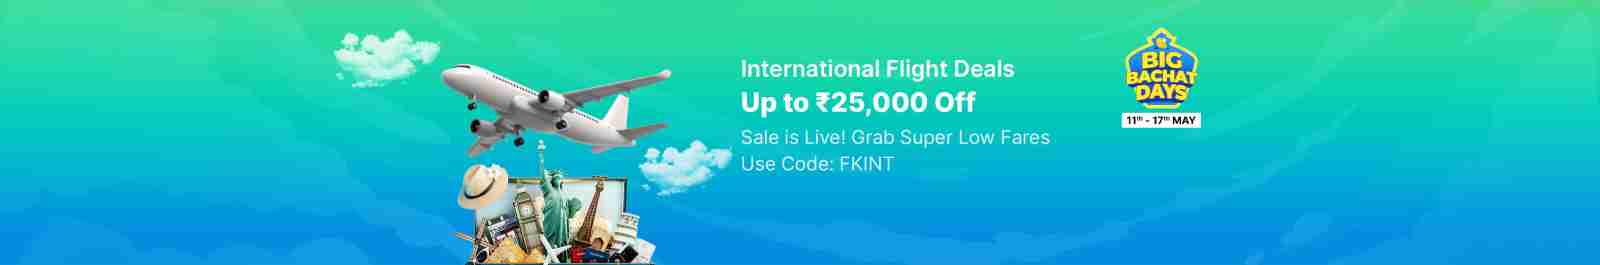 International Flight Deals
Up to ₹25,000 Off
Sale is Live! Grab Super Low Fares
Use Code: FKINT
BIG
BACHAT
DAYS
11th - 17th MAY